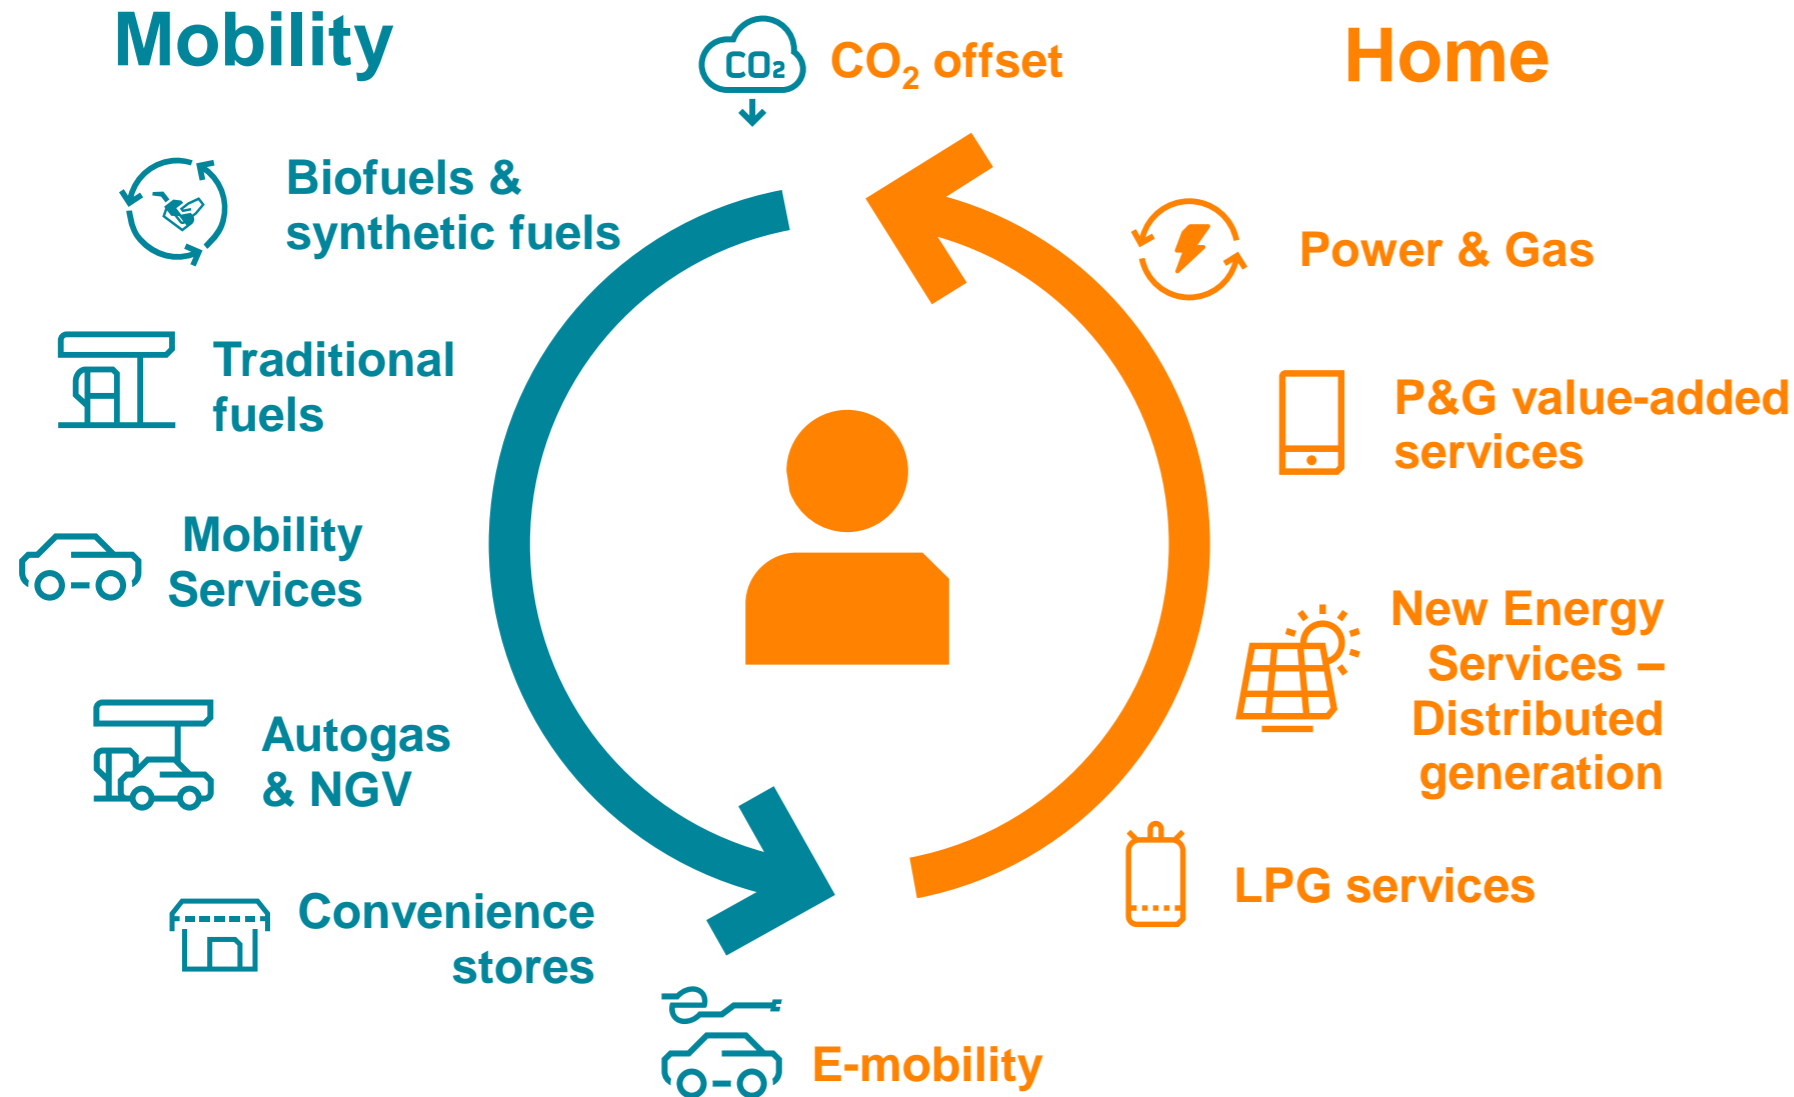 Mobility
CO₂
CO₂ offset
Home
Biofuels &
synthetic fuels
Traditional
fuels
Mobility
Services
Autogas
& NGV
Convenience
stores
E-mobility
Power & Gas
P&G value-added
services
New Energy
Services –
Distributed
generation
LPG services